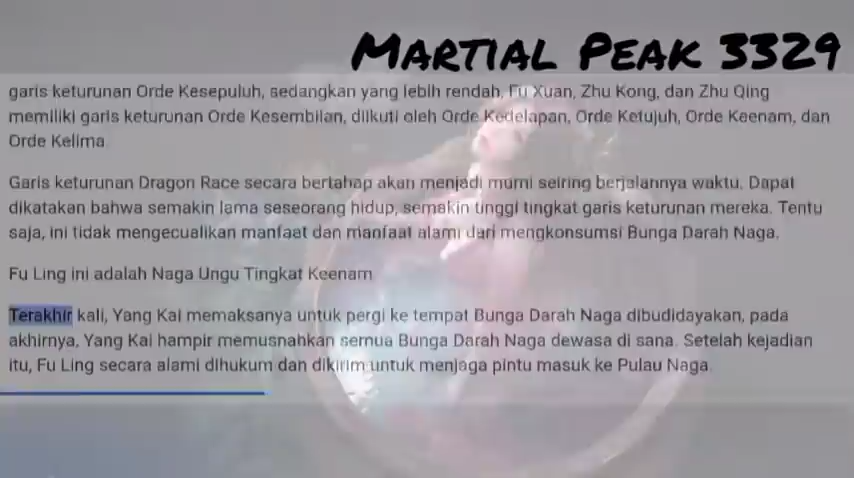 MARTIAL PEAK 3329
garis keturunan Orde Kesepuluh, sedangkan yang lebih rendah, Fu Xuan, Zhu Kong, dan Zhu Qing
memiliki garis keturunan Orde Kesembilan, diikuti oleh Orde Kedelapan, Orde Ketujuh, Orde Keenam, dan
Orde Kelima.
Garis keturunan Dragon Race secara bertahap akan menjadi murni seiring berjalannya waktu. Dapat
dikatakan bahwa semakin lama seseorang hidup, semakin tinggi tingkat garis keturunan mereka. Tentu
saja, ini tidak mengecualikan manfaat dan manfaat alami dari mengkonsumsi Bunga Darah Naga.
Fu Ling ini adalah Naga Ungu Tingkat Keenam.
Terakhir kali, Yang Kai memaksanya untuk pergi ke tempat Bunga Darah Naga dibudidayakan, pada
akhirnya, Yang Kai hampir memusnahkan semua Bunga Darah Naga dewasa di sana. Setelah kejadian
itu, Fu Ling secara alami dihukum dan dikirim untuk menjaga pintu masuk ke Pulau Naga.